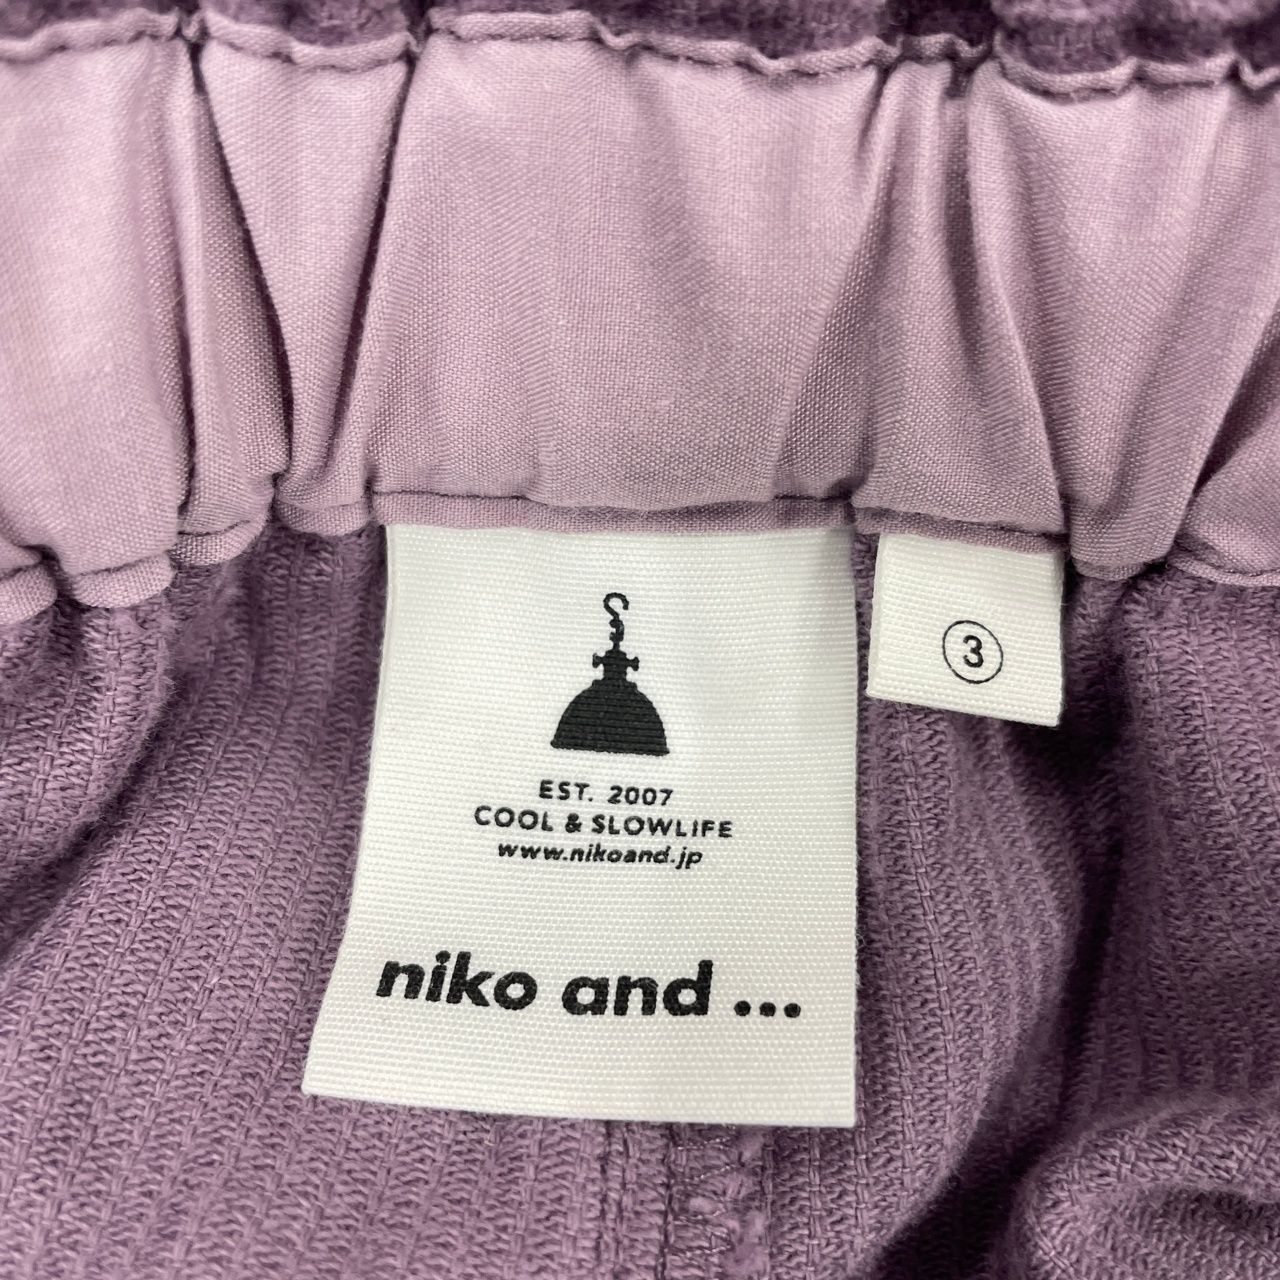 EST. 2007
COOL & SLOWLIFE
www.nikoand.jp
niko and ...
3